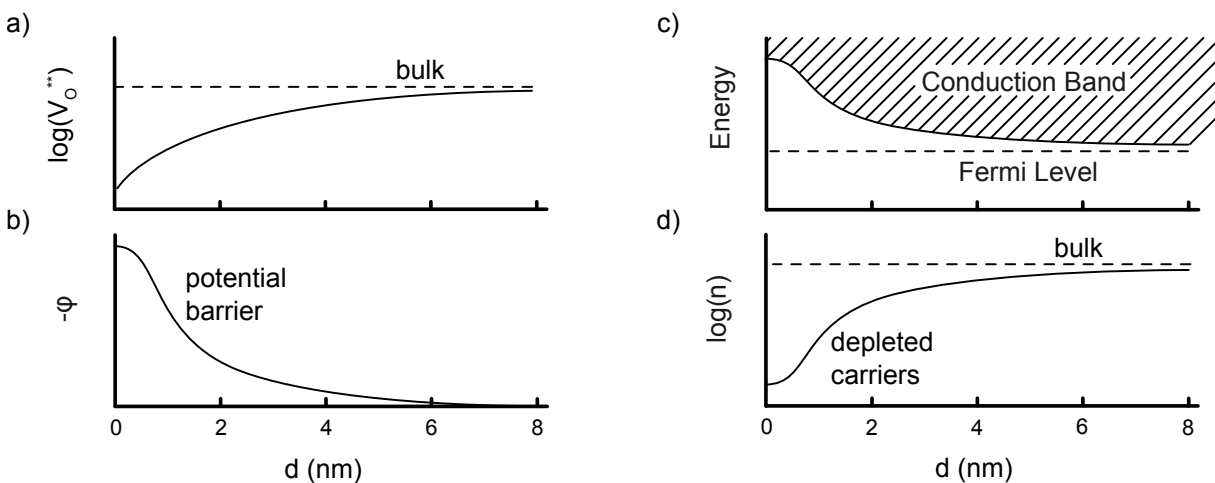 a)
log(V_O^**)
bulk
b)
-φ
potential
barrier
0 2 4 6 8
d (nm)
c)
Energy
Conduction Band
Fermi Level
d)
log(n)
bulk
depleted
carriers
0 2 4 6 8
d (nm)